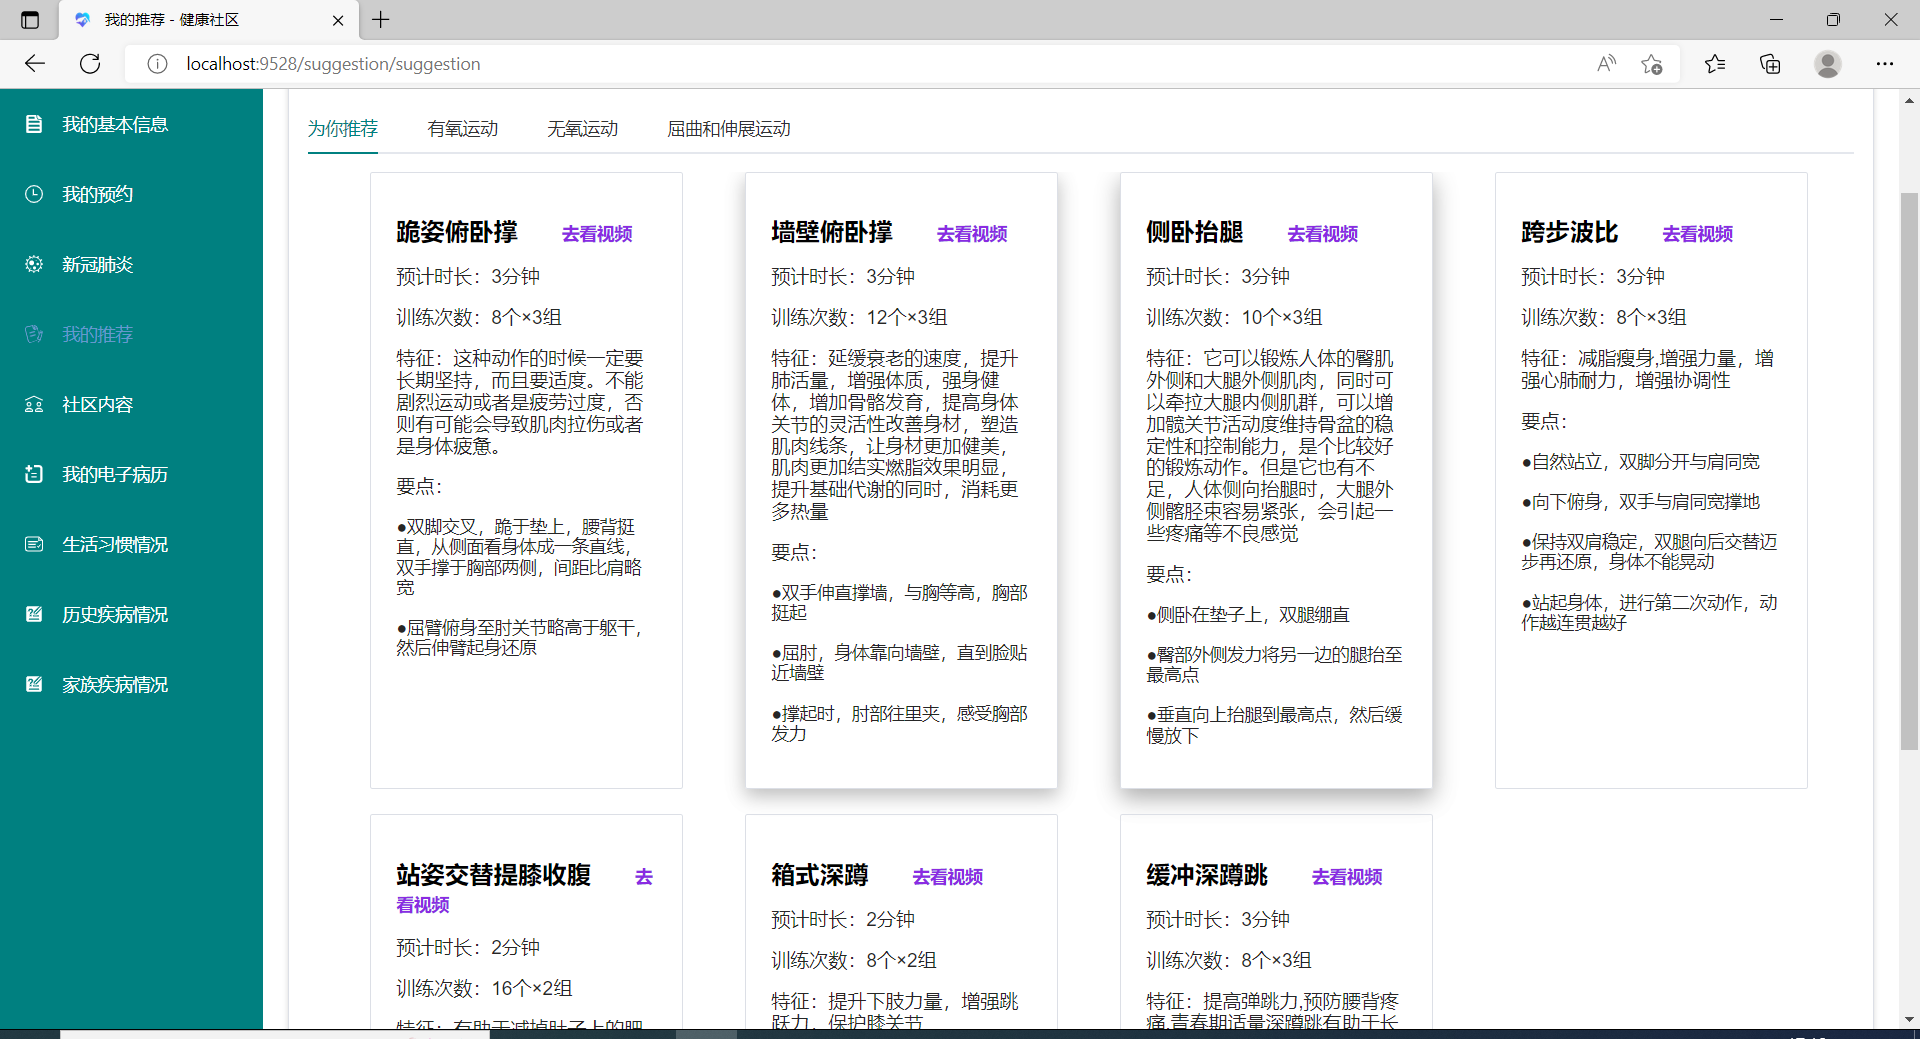 我的推荐 - 健康社区
localhost:9528/suggestion/suggestion
我的基本信息
我的预约
新冠肺炎
我的推荐
社区内容
我的电子病历
生活习惯情况
历史疾病情况
家族疾病情况
为你推荐 有氧运动 无氧运动 屈曲和伸展运动
跪姿俯卧撑 去看视频
预计时长：3分钟
训练次数：8个×3组
特征：这种动作的时候一定要
长期坚持，而且要适度。不能
剧烈运动或者是疲劳过度，否
则有可能会导致肌肉拉伤或者
是身体疲惫。
要点：
●双脚交叉，跪于垫上，腰背挺
直，从侧面看身体成一条直线，
双手撑于胸部两侧，间距比肩略
宽
●屈臂俯身至肘关节略高于躯干，
然后伸臂起身还原
墙壁俯卧撑 去看视频
预计时长：3分钟
训练次数：12个×3组
特征：延缓衰老的速度，提升
肺活量，增强体质，强身健
体，增加骨骼发育，提高身体
关节的灵活性改善身材，塑造
肌肉线条，让身材更加健美，
肌肉更加结实燃脂效果明显，
提升基础代谢的同时，消耗更
多热量
要点：
●双手伸直撑墙，与胸等高，胸部
挺起
●屈肘，身体靠向墙壁，直到脸贴
近墙壁
●撑起时，肘部往里夹，感受胸部
发力
侧卧抬腿 去看视频
预计时长：3分钟
训练次数：10个×3组
特征：它可以锻炼人体的臀肌
外侧和大腿外侧肌肉，同时可
以牵拉大腿内侧肌群，可以增
加髋关节活动度维持骨盆的稳
定性和控制能力，是个比较好
的锻炼动作。但是它也有不
足，人体侧向抬腿时，大腿外
侧髂胫束容易紧张，会引起一
些疼痛等不良感觉
要点：
●侧卧在垫子上，双腿绷直
●臀部外侧发力将另一边的腿抬至
最高点
●垂直向上抬腿到最高点，然后缓
慢放下
跨步波比 去看视频
预计时长：3分钟
训练次数：8个×3组
特征：减脂瘦身,增强力量，增
强心肺耐力，增强协调性
要点：
●自然站立，双脚分开与肩同宽
●向下俯身，双手与肩同宽撑地
●保持双肩稳定，双腿向后交替迈
步再还原，身体不能晃动
●站起身体，进行第二次动作，动
作越连贯越好
站姿交替提膝收腹 去
看视频
预计时长：2分钟
训练次数：16个×2组
特征：有助于减掉肚子上的肥
箱式深蹲 去看视频
预计时长：2分钟
训练次数：8个×2组
特征：提升下肢力量，增强跳
跃力，保护膝关节
缓冲深蹲跳 去看视频
预计时长：3分钟
训练次数：8个×3组
特征：提高弹跳力,预防腰背疼
痛,青春期适量深蹲跳有助于长